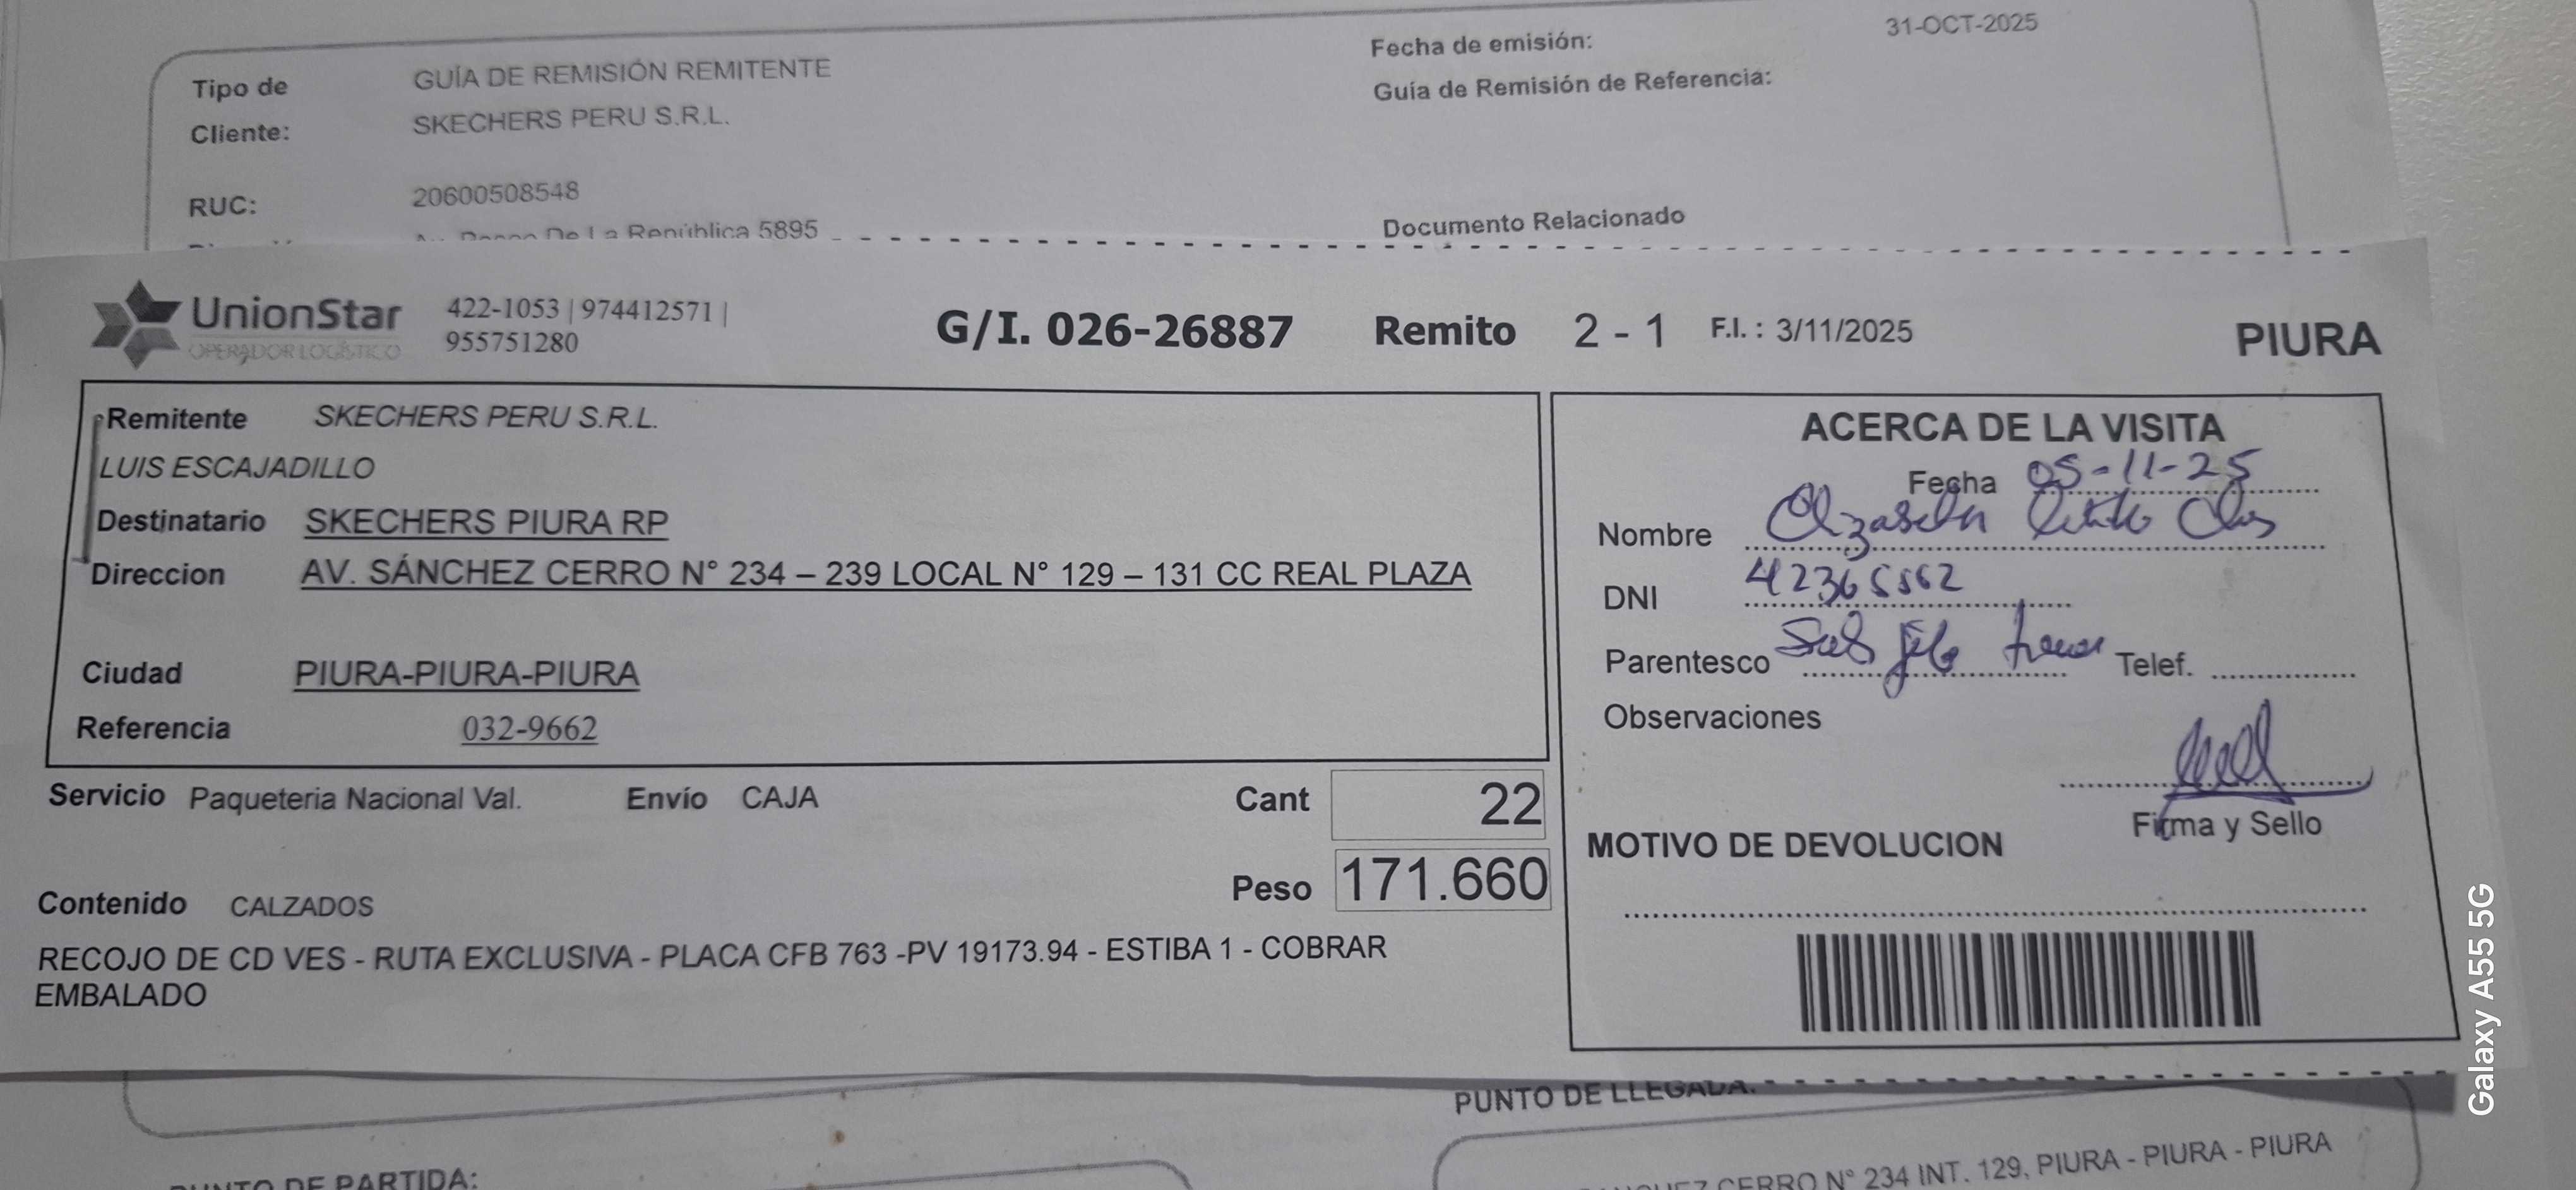 Tipo de GUÍA DE REMISIÓN REMITENTE Fecha de emisión: 31-OCT-2025
Cliente: SKECHERS PERU S.R.L. Guía de Remisión de Referencia:
RUC: 20600508548
De La República 5895 Documento Relacionado
UnionStar 422-1053 | 974412571 |
OPERADOR LOGÍSTICO 955751280
G/I. 026-26887 Remito 2 - 1 F.I. : 3/11/2025 PIURA
Remitente SKECHERS PERU S.R.L.
LUIS ESCAJADILLO
Destinatario SKECHERS PIURA RP
Direccion AV. SÁNCHEZ CERRO N° 234 – 239 LOCAL N° 129 – 131 CC REAL PLAZA
Ciudad PIURA-PIURA-PIURA
Referencia 032-9662
Servicio Paqueteria Nacional Val. Envío CAJA Cant 22
Peso 171.660
Contenido CALZADOS
RECOJO DE CD VES - RUTA EXCLUSIVA - PLACA CFB 763 -PV 19173.94 - ESTIBA 1 - COBRAR
EMBALADO
ACERCA DE LA VISITA
Fecha 05-11-25
Nombre
DNI 42365562
Parentesco Telef.
Observaciones
Firma y Sello
MOTIVO DE DEVOLUCION
PUNTO DE LLEGADA:
PUNTO DE PARTIDA:
CERRO N° 234 INT. 129, PIURA - PIURA - PIURA
Galaxy A55 5G